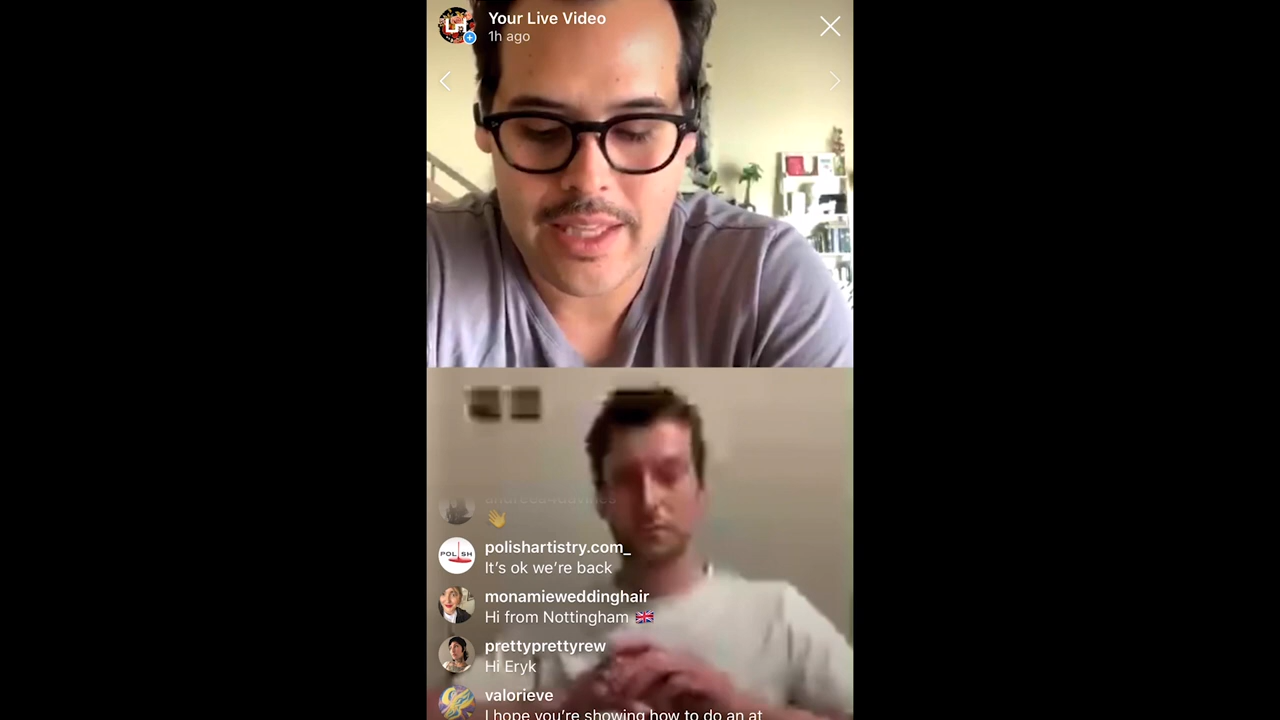 Your Live Video
1h ago
polishartistry.com_
It's ok we're back
monamieweddinghair
Hi from Nottingham 🇬🇧
prettyprettyrew
Hi Eryk
valorieve
I hope you're showing how to do an at